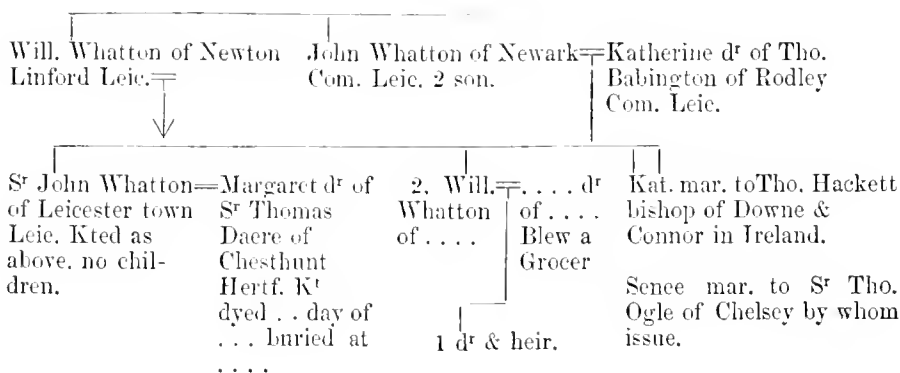 Will. Whatton of Newton
Linford Leic.
John Whatton of Newark
Com. Leic. 2 son.
Katherine dʳ of Tho.
Babington of Rodley
Com. Leic.
Sʳ John Whatton
of Leicester town
Leic. Kted as
above. no chil-
dren.
Margaret dʳ of
Sʳ Thomas
Dacre of
Chesthunt
Hertf. Kᵗ
dyed . . day of
. . . buried at
. . . .
2. Will.
Whatton
of . . . .
. . . . dʳ
of . . . .
Blew a
Grocer
1 dʳ & heir.
Kat. mar. to Tho. Hackett
bishop of Downe &
Connor in Ireland.
Sence mar. to Sʳ Tho.
Ogle of Chelsey by whom
issue.